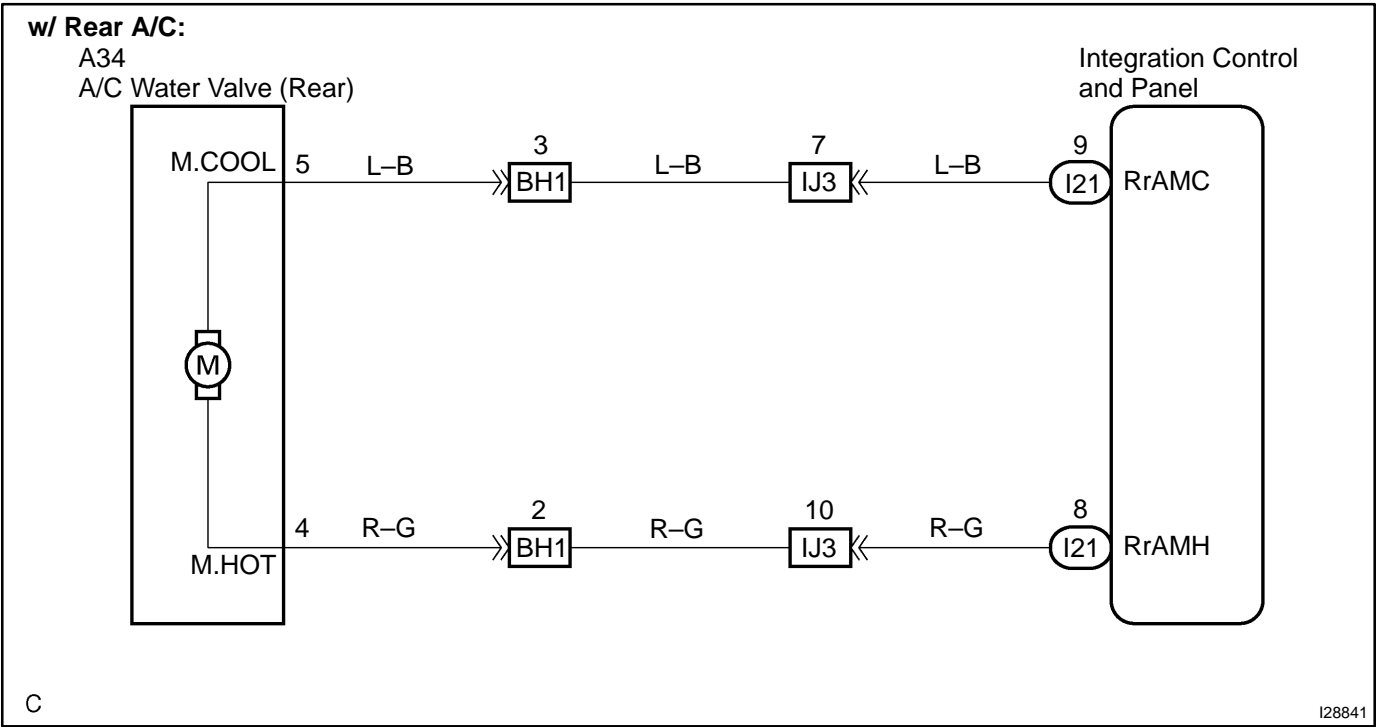 w/ Rear A/C:
A34
A/C Water Valve (Rear)
Integration Control
and Panel
M.COOL
5
L–B
3
BH1
L–B
7
IJ3
L–B
9
I21
RrAMC
M
4
R–G
2
BH1
R–G
10
IJ3
R–G
8
I21
RrAMH
M.HOT
C
I28841